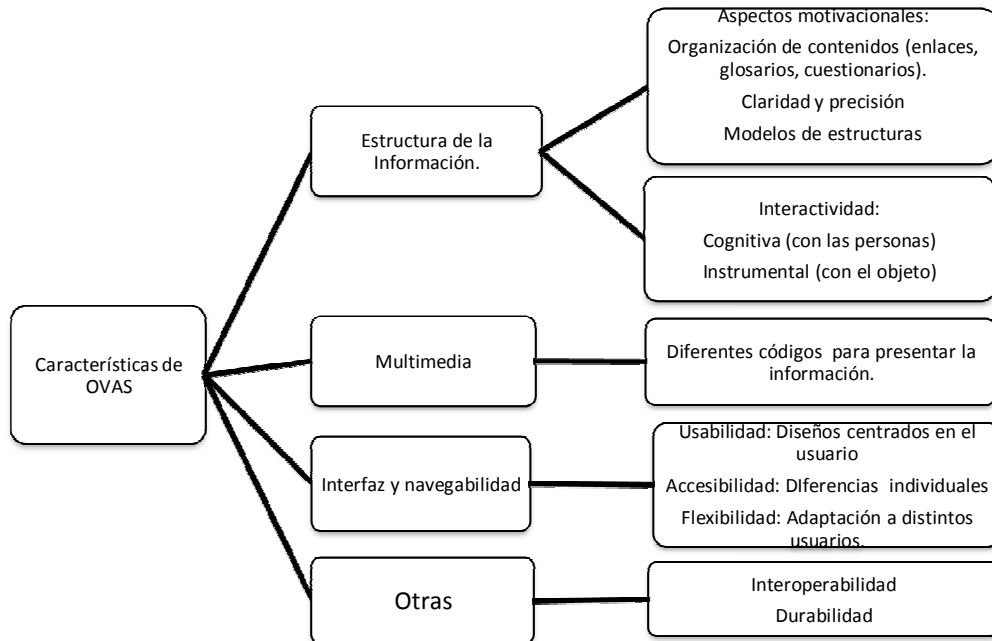 Aspectos motivacionales:
Organización de contenidos (enlaces,
glosarios, cuestionarios).
Claridad y precisión
Modelos de estructuras
Estructura de la
Información.
Interactividad:
Cognitiva (con las personas)
Instrumental (con el objeto)
Características de
OVAS
Multimedia
Diferentes códigos para presentar la
información.
Interfaz y navegabilidad
Usabilidad: Diseños centrados en el
usuario
Accesibilidad: DIferencias individuales
Flexibilidad: Adaptación a distintos
usuarios.
Otras
Interoperabilidad
Durabilidad